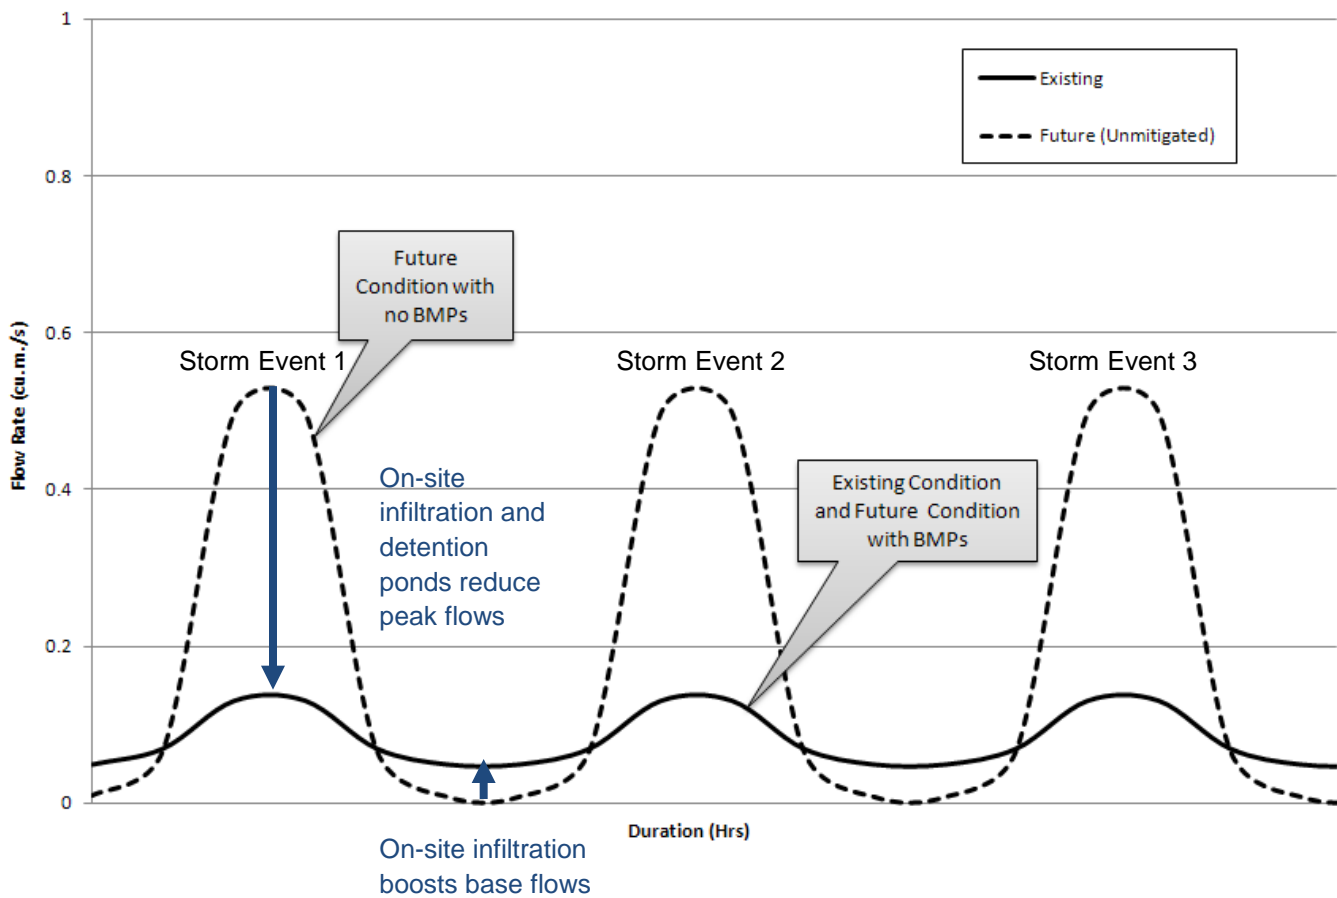 1
0.8
0.6
0.4
0.2
0
Flow Rate (cu.m./s)
Existing
Future (Unmitigated)
Future
Condition with
no BMPs
Storm Event 1
Storm Event 2
Storm Event 3
On-site
infiltration and
detention
ponds reduce
peak flows
Existing Condition
and Future Condition
with BMPs
Duration (Hrs)
On-site infiltration
boosts base flows